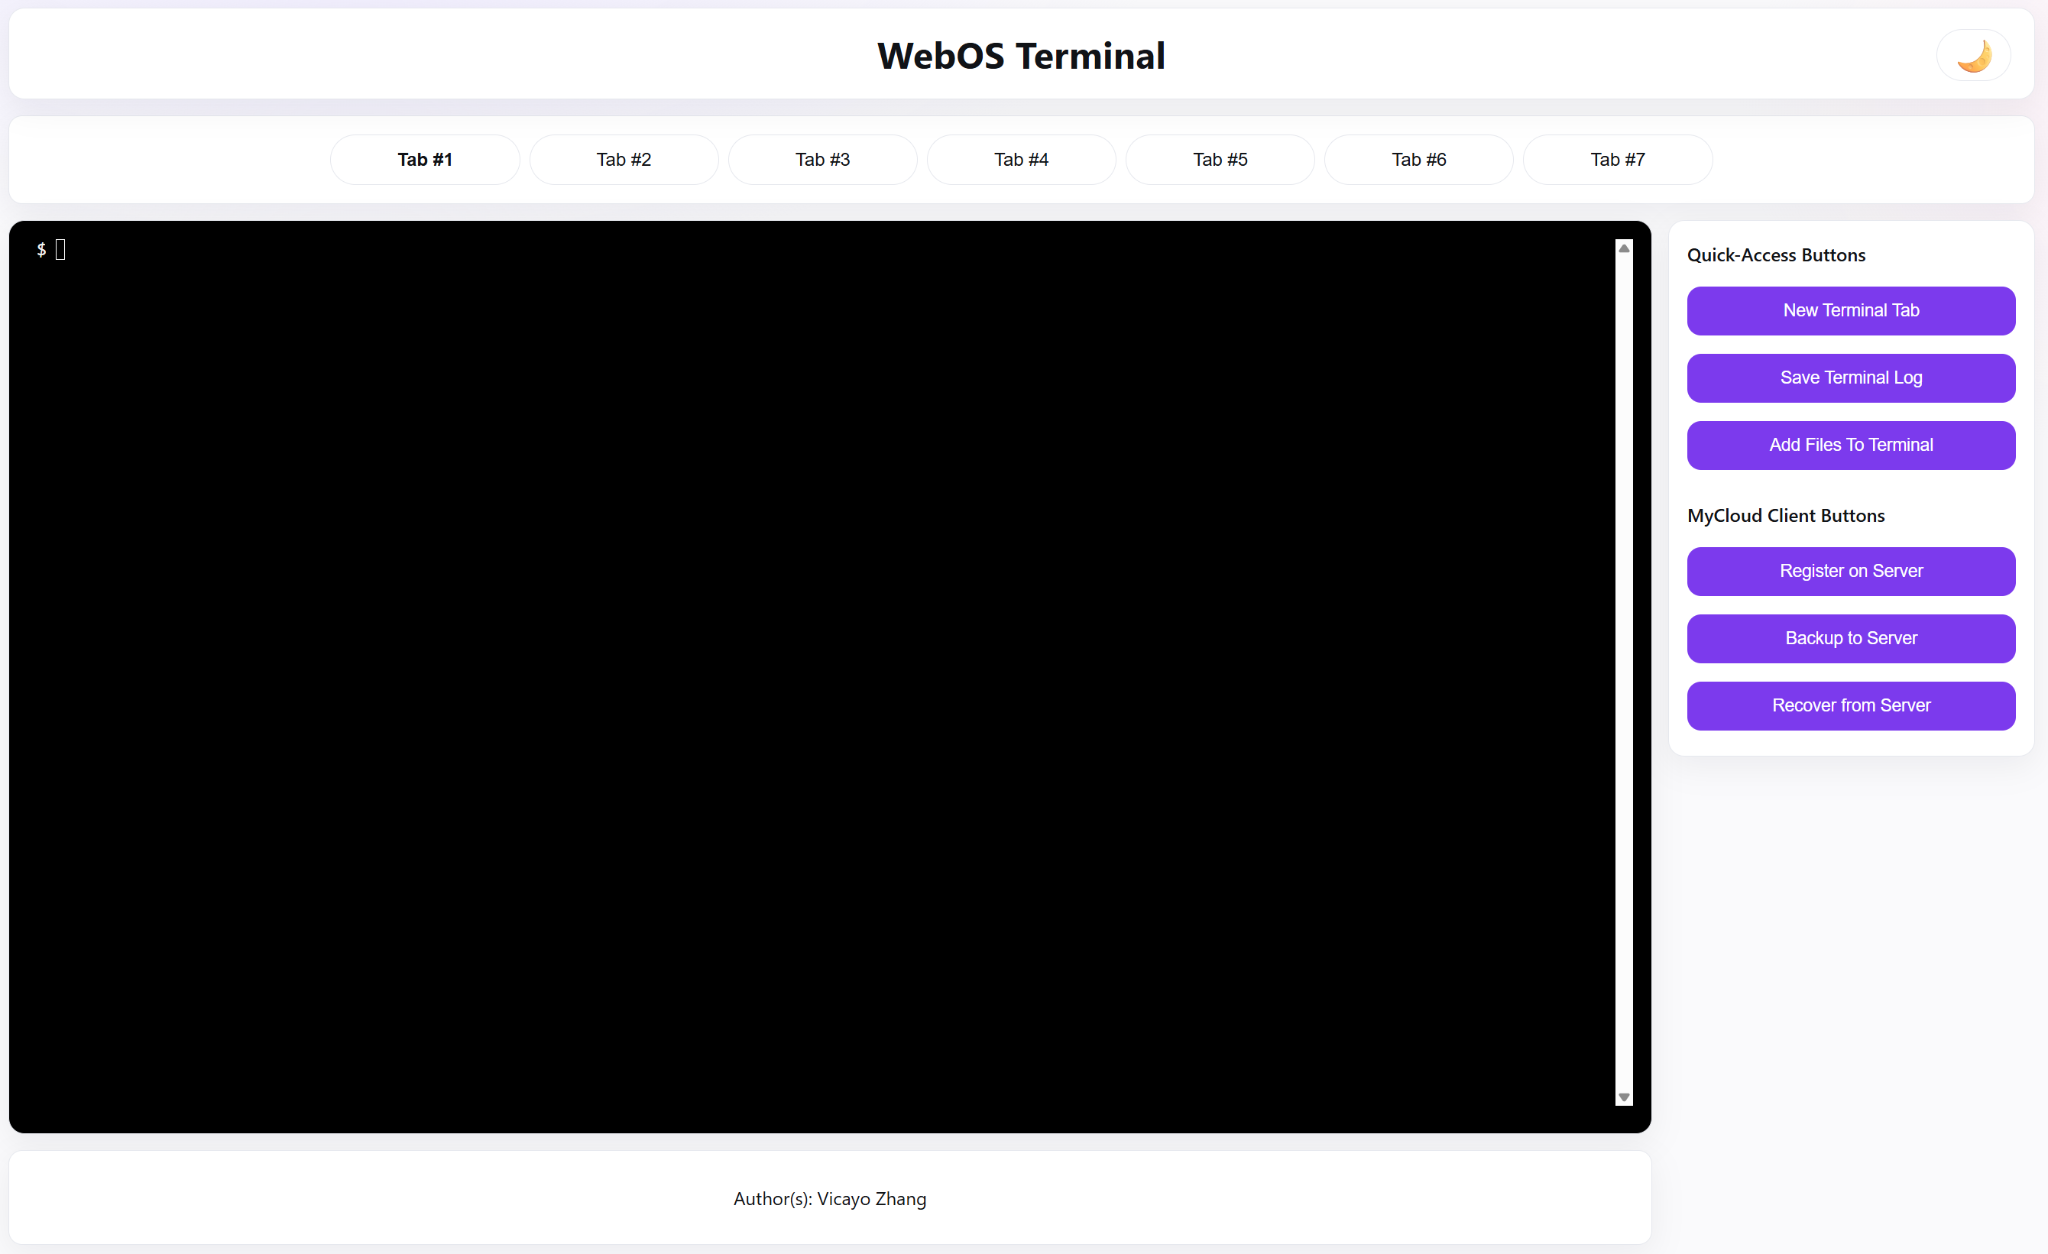 WebOS Terminal
Tab #1
Tab #2
Tab #3
Tab #4
Tab #5
Tab #6
Tab #7
$
Quick-Access Buttons
New Terminal Tab
Save Terminal Log
Add Files To Terminal
MyCloud Client Buttons
Register on Server
Backup to Server
Recover from Server
Author(s): Vicayo Zhang